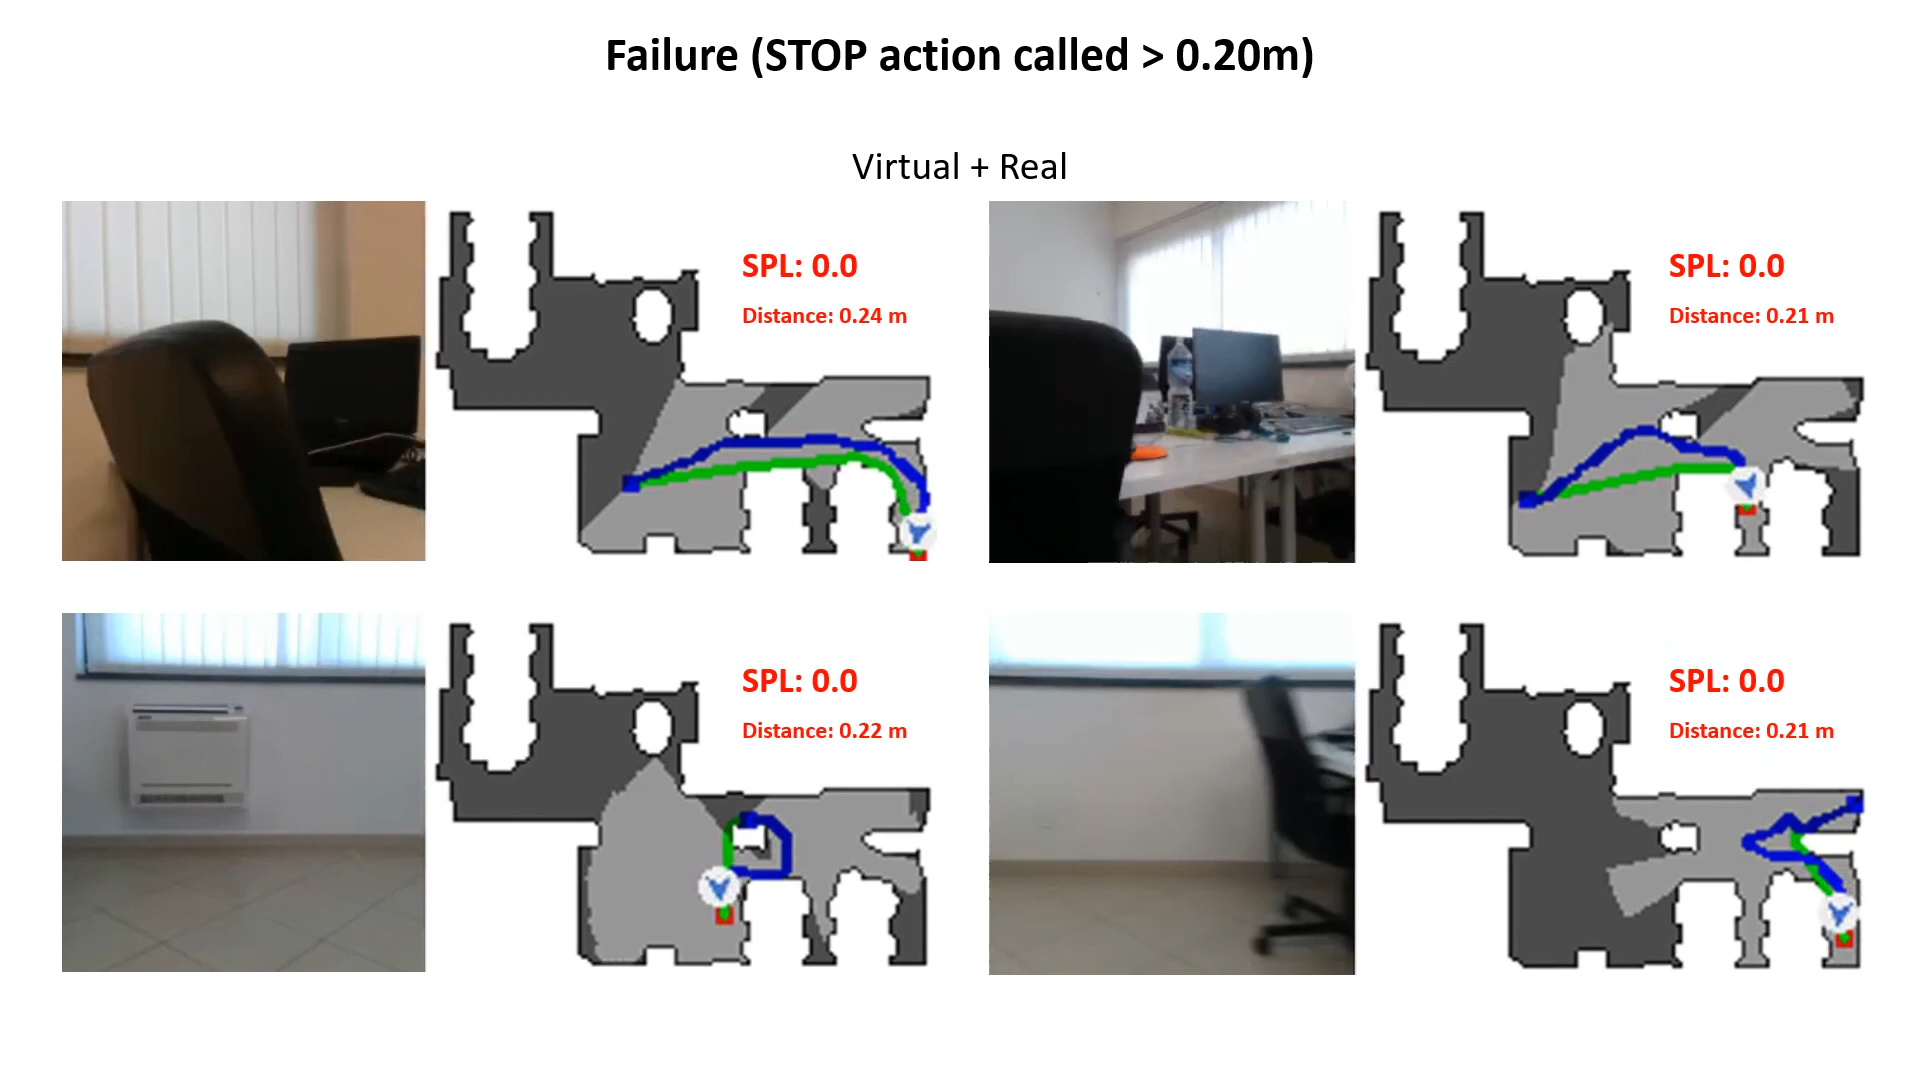 Failure (STOP action called > 0.20m)
Virtual + Real
SPL: 0.0
Distance: 0.24 m
SPL: 0.0
Distance: 0.21 m
SPL: 0.0
Distance: 0.22 m
SPL: 0.0
Distance: 0.21 m